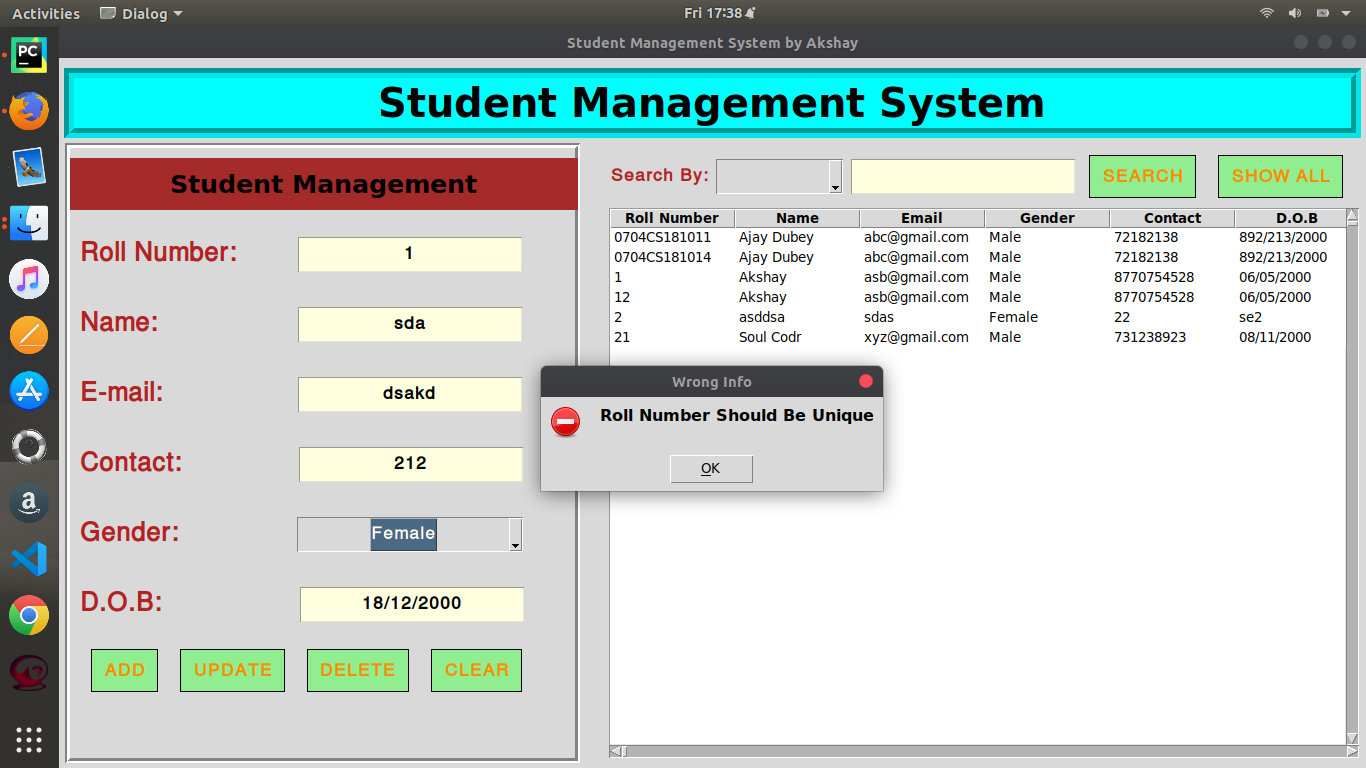 Activities Dialog Fri 17:38
Student Management System by Akshay
PC
Student Management System
Student Management
Roll Number: 1
Name: sda
E-mail: dsakd
Contact: 212
Gender: Female
D.O.B: 18/12/2000
ADD UPDATE DELETE CLEAR
Search By: SEARCH SHOW ALL
Roll Number Name Email Gender Contact D.O.B
0704CS181011 Ajay Dubey abc@gmail.com Male 72182138 892/213/2000
0704CS181014 Ajay Dubey abc@gmail.com Male 72182138 892/213/2000
1 Akshay asb@gmail.com Male 8770754528 06/05/2000
12 Akshay asb@gmail.com Male 8770754528 06/05/2000
2 asddsa sdas Female 22 se2
21 Soul Codr xyz@gmail.com Male 731238923 08/11/2000
Wrong Info
Roll Number Should Be Unique
OK